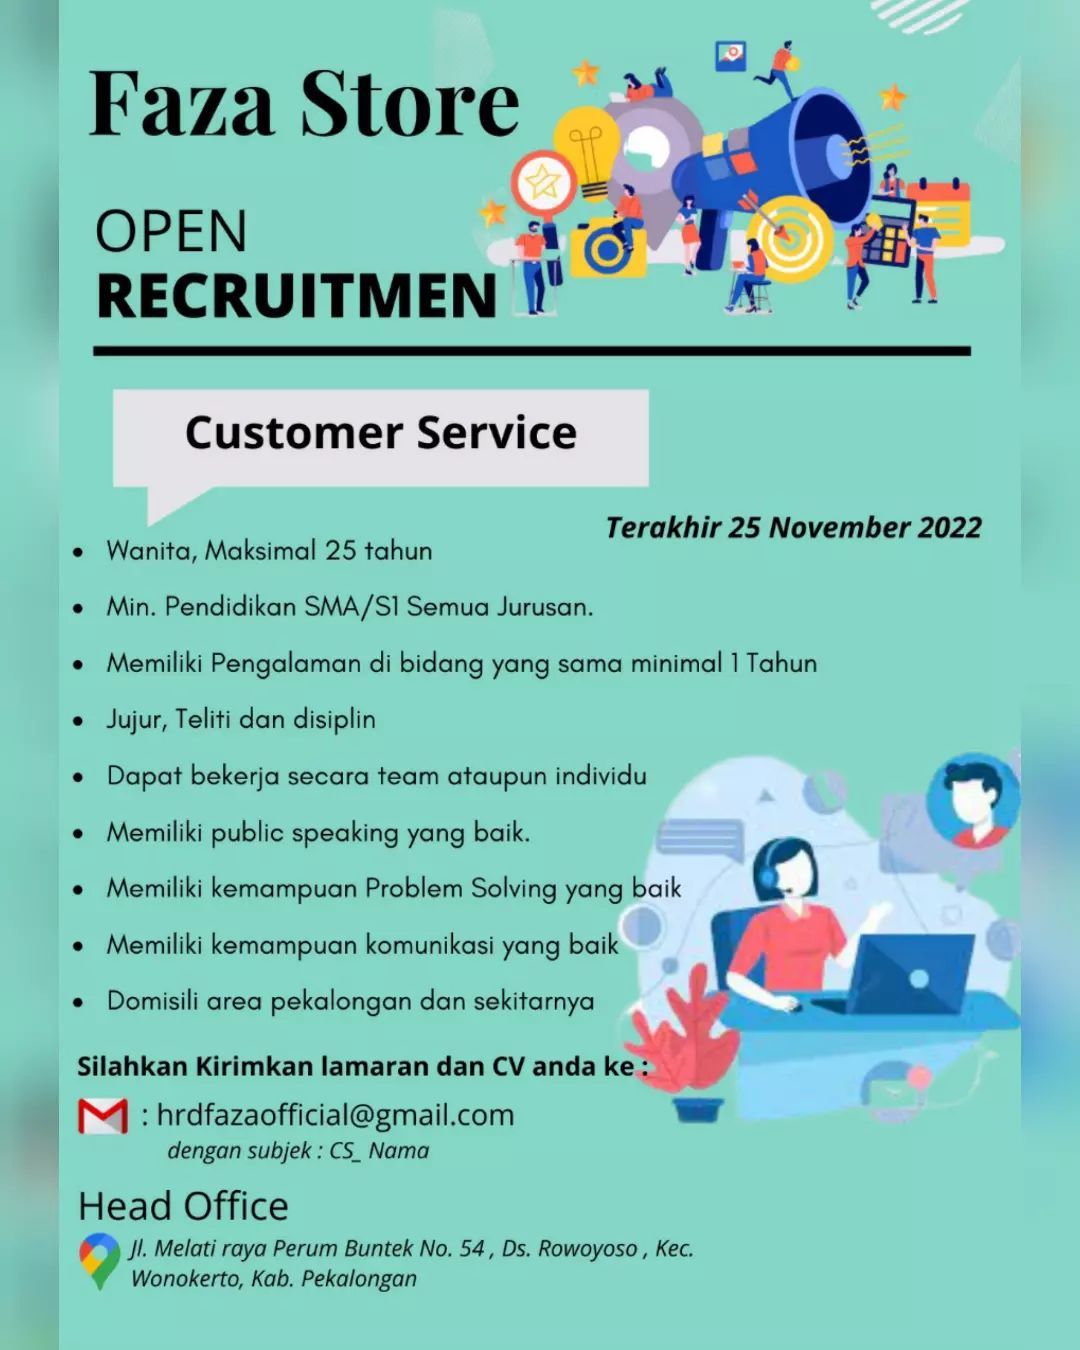 Faza Store
OPEN
RECRUITMEN
Customer Service
Terakhir 25 November 2022
• Wanita, Maksimal 25 tahun
• Min. Pendidikan SMA/S1 Semua Jurusan.
• Memiliki Pengalaman di bidang yang sama minimal 1 Tahun
• Jujur, Teliti dan disiplin
• Dapat bekerja secara team ataupun individu
• Memiliki public speaking yang baik.
• Memiliki kemampuan Problem Solving yang baik
• Memiliki kemampuan komunikasi yang baik
• Domisili area pekalongan dan sekitarnya
Silahkan Kirimkan lamaran dan CV anda ke :
: hrdfazaofficial@gmail.com
dengan subjek : CS_ Nama
Head Office
Jl. Melati raya Perum Buntek No. 54 , Ds. Rowoyoso , Kec.
Wonokerto, Kab. Pekalongan